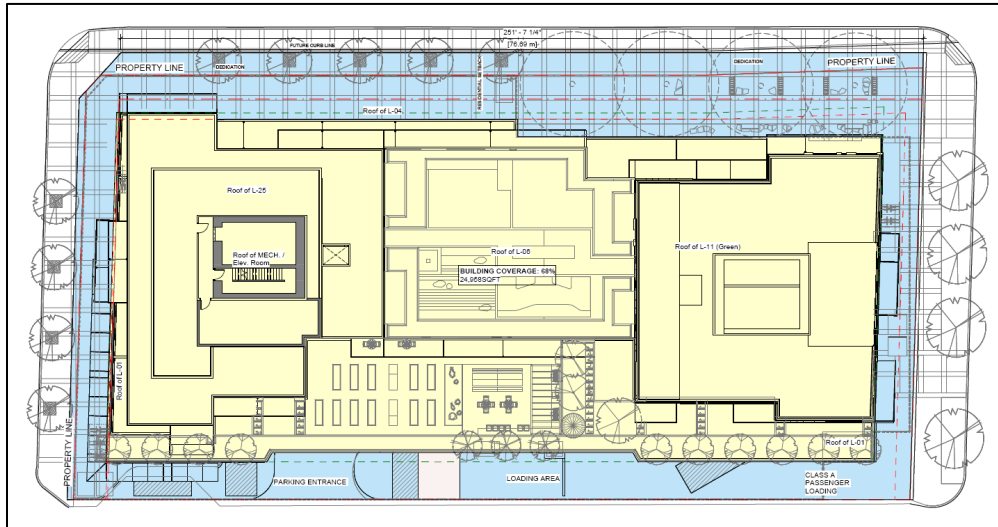 251' - 7 1/4"
[76.69 m]
FUTURE CURB LINE
PROPERTY LINE
DEDICATION
RESIDENTIAL SETBACK
DEDICATION
PROPERTY LINE
Roof of L-04
Roof of L-25
Roof of MECH. /
Elev. Room
Roof of L-06
BUILDING COVERAGE: 68%
24,958SQFT
Roof of L-11 (Green)
Roof of L-01
Roof of L-01
PROPERTY LINE
PARKING ENTRANCE
LOADING AREA
CLASS A
PASSENGER
LOADING